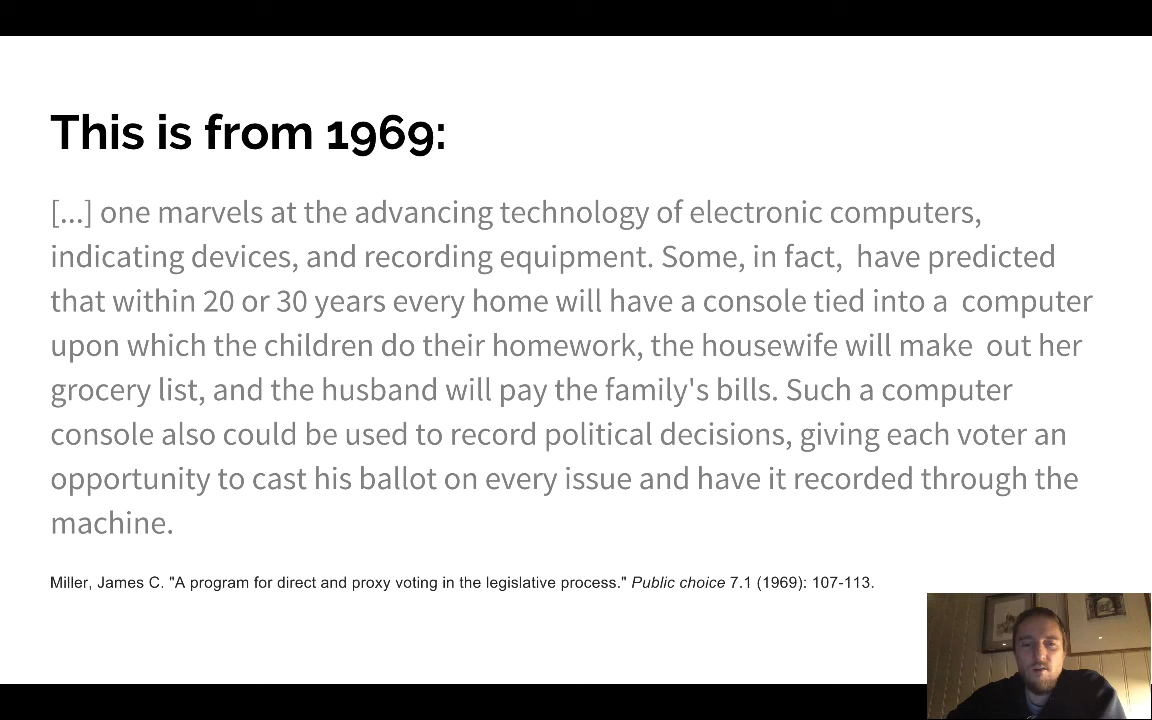 This is from 1969:
[...] one marvels at the advancing technology of electronic computers,
indicating devices, and recording equipment. Some, in fact,  have predicted
that within 20 or 30 years every home will have a console tied into a  computer
upon which the children do their homework, the housewife will make  out her
grocery list, and the husband will pay the family's bills. Such a computer
console also could be used to record political decisions, giving each voter an
opportunity to cast his ballot on every issue and have it recorded through the
machine.
Miller, James C. "A program for direct and proxy voting in the legislative process." Public choice 7.1 (1969): 107-113.